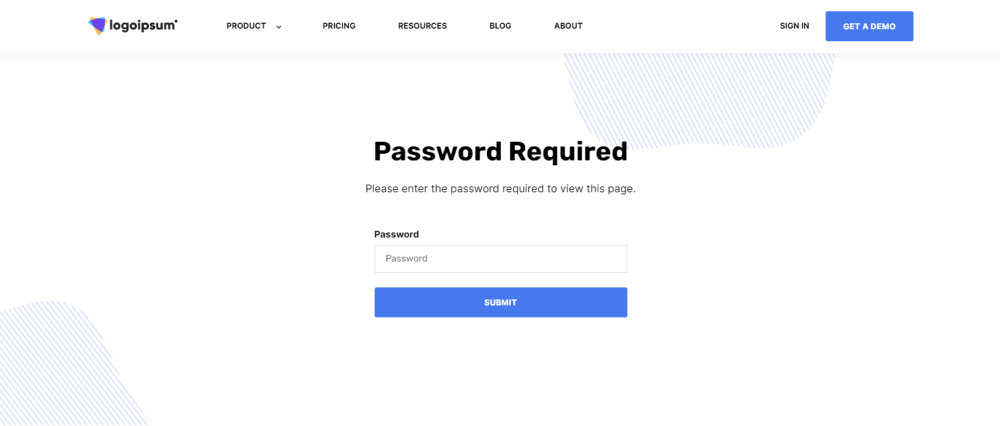 logoipsum
PRODUCT
PRICING
RESOURCES
BLOG
ABOUT
SIGN IN
GET A DEMO
Password Required
Please enter the password required to view this page.
Password
Password
SUBMIT